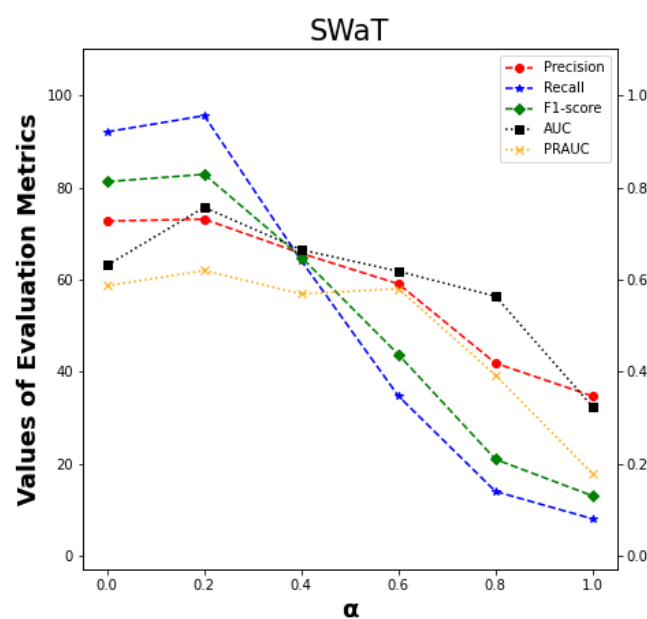 SWaT
Precision
Recall
F1-score
AUC
PRAUC
Values of Evaluation Metrics
100
80
60
40
20
0
1.0
0.8
0.6
0.4
0.2
0.0
0.0 0.2 0.4 0.6 0.8 1.0
α